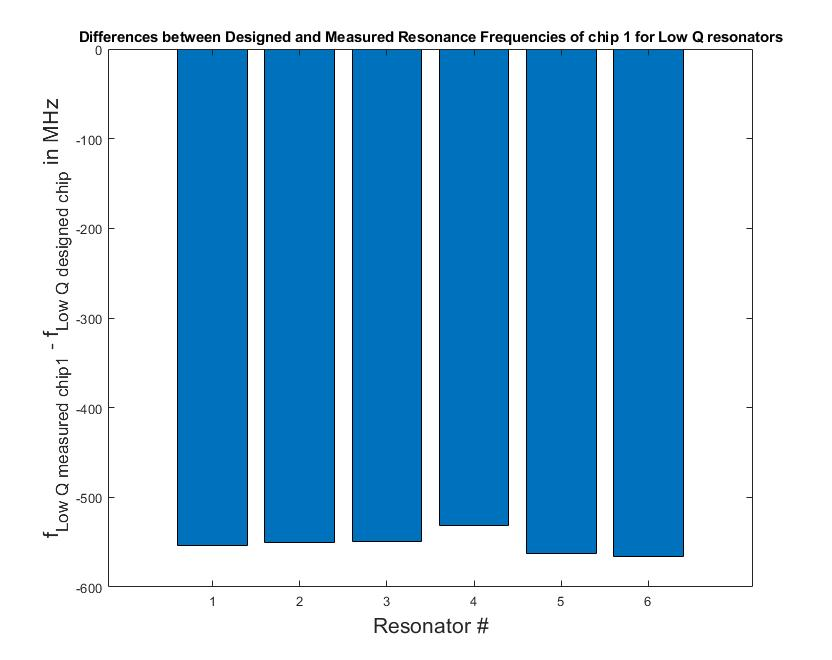 Differences between Designed and Measured Resonance Frequencies of chip 1 for Low Q resonators
f_Low Q measured chip1 - f_Low Q designed chip in MHz
0
-100
-200
-300
-400
-500
-600
1 2 3 4 5 6
Resonator #